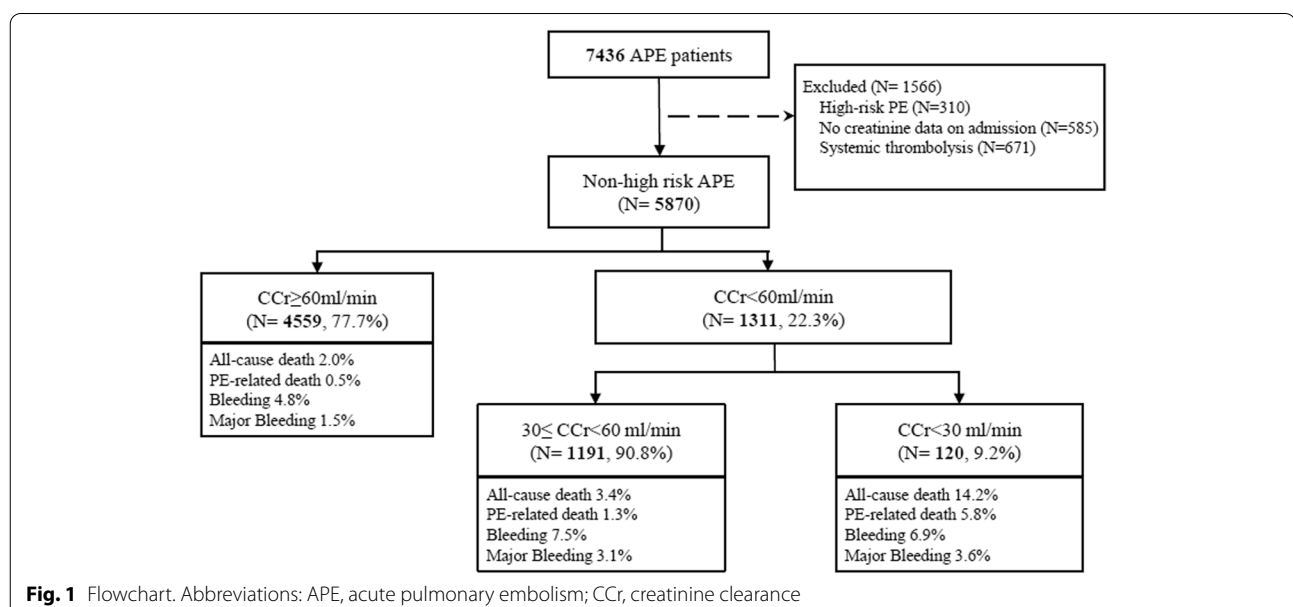 7436 APE patients
Excluded (N= 1566)
High-risk PE (N=310)
No creatinine data on admission (N=585)
Systemic thrombolysis (N=671)
Non-high risk APE
(N= 5870)
CCr≥60ml/min
(N= 4559, 77.7%)
All-cause death 2.0%
PE-related death 0.5%
Bleeding 4.8%
Major Bleeding 1.5%
CCr<60ml/min
(N= 1311, 22.3%)
30≤ CCr<60 ml/min
(N= 1191, 90.8%)
All-cause death 3.4%
PE-related death 1.3%
Bleeding 7.5%
Major Bleeding 3.1%
CCr<30 ml/min
(N= 120, 9.2%)
All-cause death 14.2%
PE-related death 5.8%
Bleeding 6.9%
Major Bleeding 3.6%
Fig. 1 Flowchart. Abbreviations: APE, acute pulmonary embolism; CCr, creatinine clearance